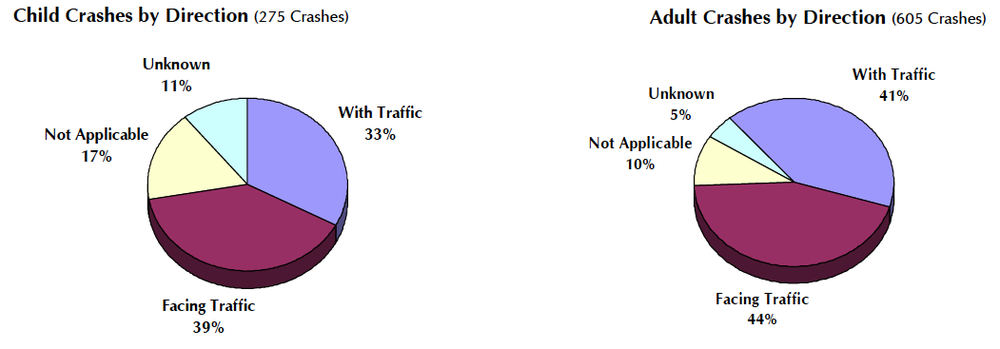 Child Crashes by Direction (275 Crashes)
Unknown
11%
With Traffic
33%
Not Applicable
17%
Facing Traffic
39%
Adult Crashes by Direction (605 Crashes)
With Traffic
41%
Unknown
5%
Not Applicable
10%
Facing Traffic
44%